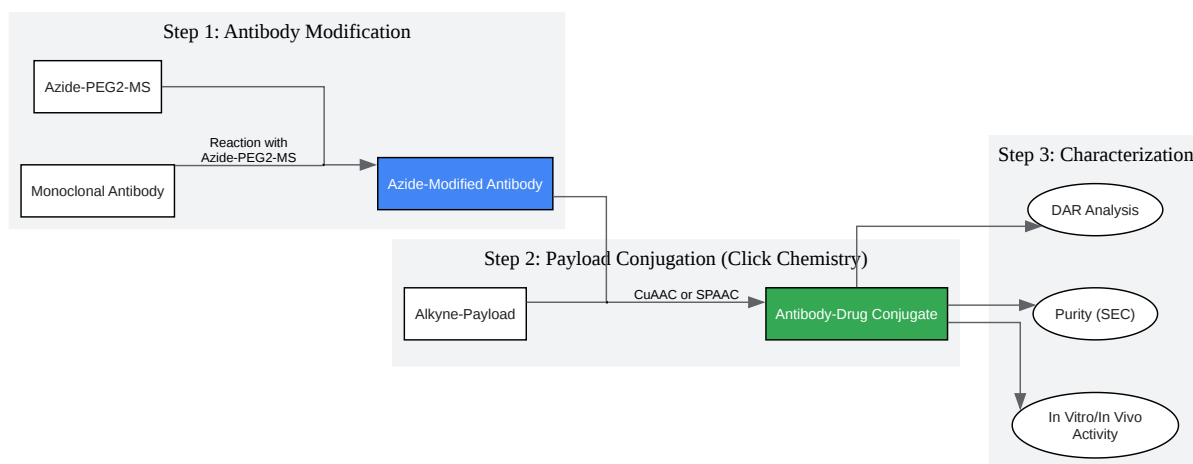 Step 1: Antibody Modification
Azide-PEG2-MS
Reaction with
Azide-PEG2-MS
Monoclonal Antibody
Azide-Modified Antibody
Step 2: Payload Conjugation (Click Chemistry)
Alkyne-Payload
CuAAC or SPAAC
Antibody-Drug Conjugate
Step 3: Characterization
DAR Analysis
Purity (SEC)
In Vitro/In Vivo
Activity